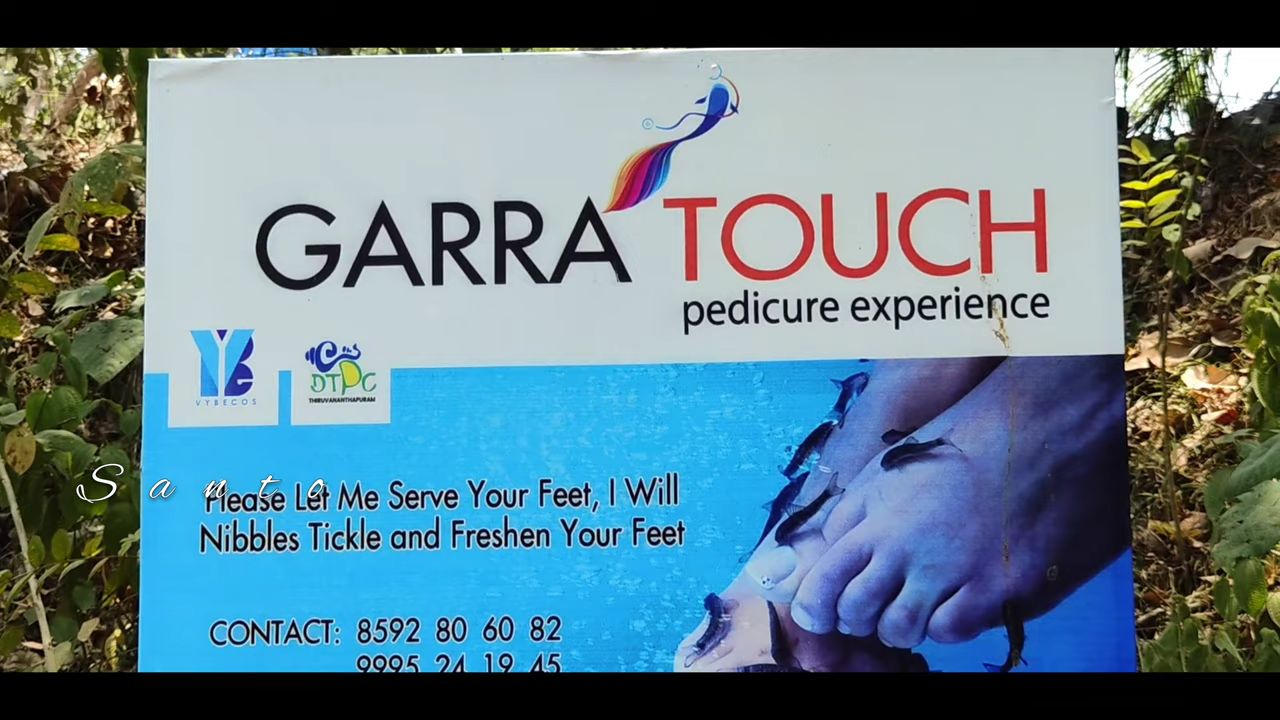 GARRA TOUCH
pedicure experience
VYBECOS
DTPC
THIRUVANANTHAPURAM
Santo
Please Let Me Serve Your Feet, I Will
Nibbles Tickle and Freshen Your Feet
CONTACT: 8592 80 60 82
9995 24 19 45